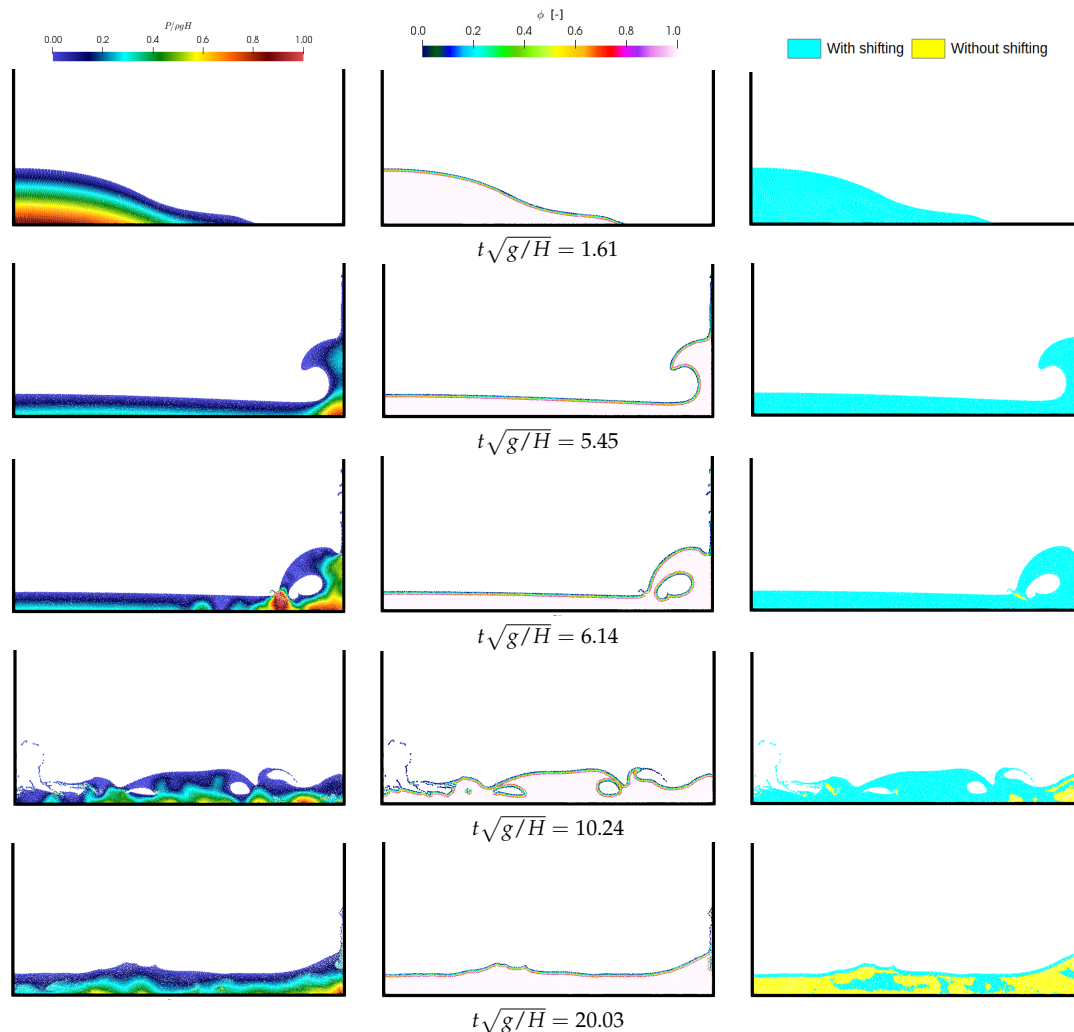 P/ρgH
0.00 0.2 0.4 0.6 0.8 1.00
ϕ [-]
0.0 0.2 0.4 0.6 0.8 1.0
With shifting Without shifting
t√g/H = 1.61
t√g/H = 5.45
t√g/H = 6.14
t√g/H = 10.24
t√g/H = 20.03